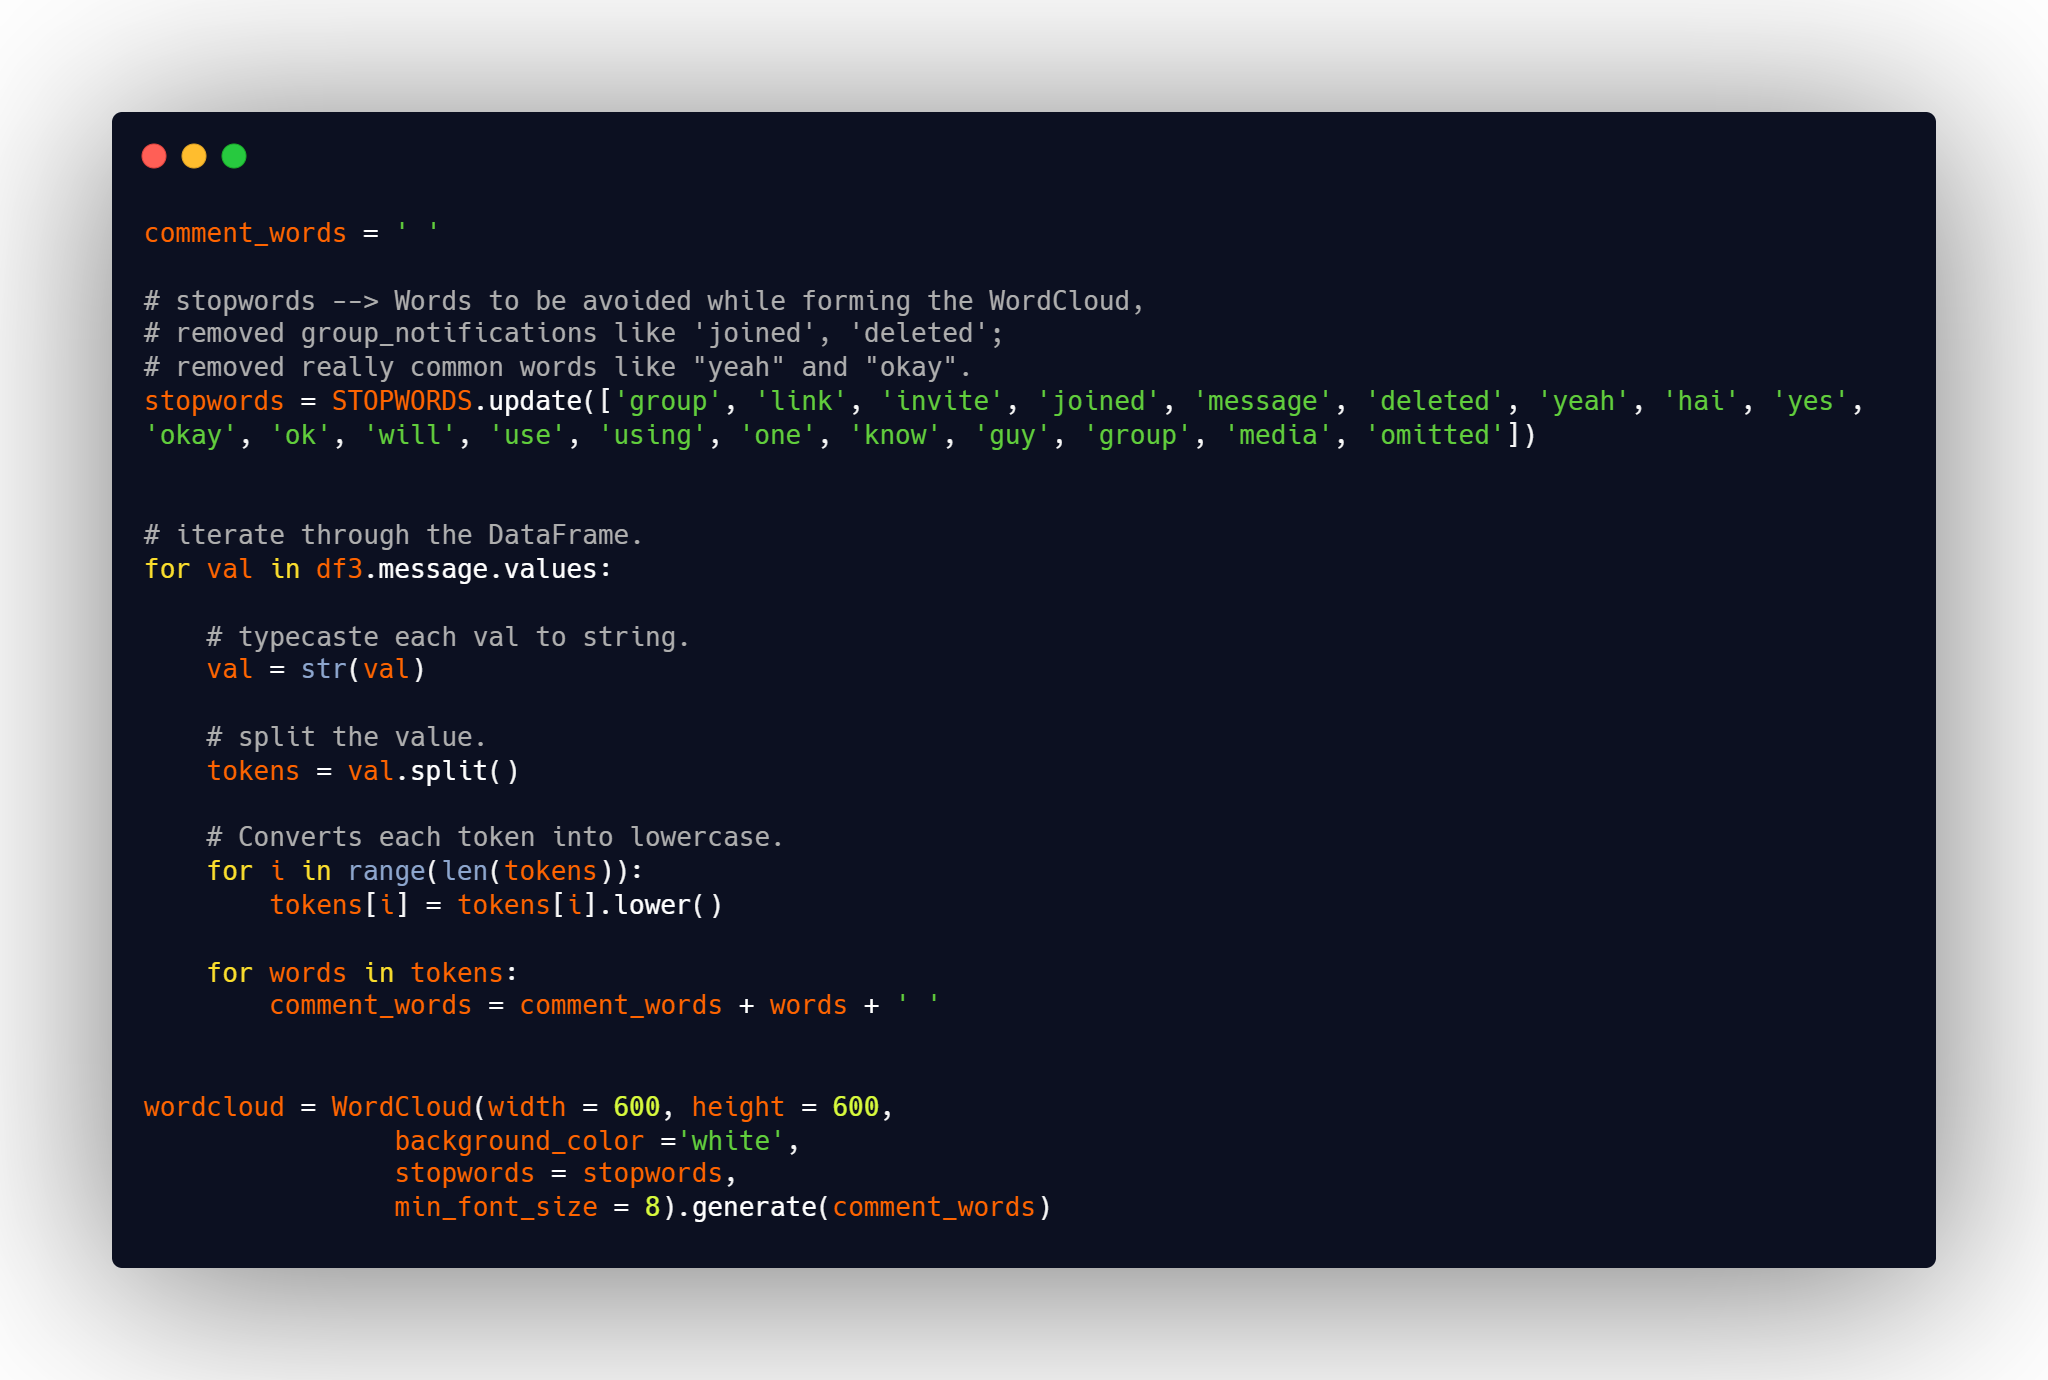 comment_words = ' '
# stopwords --> Words to be avoided while forming the WordCloud,
# removed group_notifications like 'joined', 'deleted';
# removed really common words like "yeah" and "okay".
stopwords = STOPWORDS.update(['group', 'link', 'invite', 'joined', 'message', 'deleted', 'yeah', 'hai', 'yes',
'okay', 'ok', 'will', 'use', 'using', 'one', 'know', 'guy', 'group', 'media', 'omitted'])
# iterate through the DataFrame.
for val in df3.message.values:
    # typecaste each val to string.
    val = str(val)
    # split the value.
    tokens = val.split()
    # Converts each token into lowercase.
    for i in range(len(tokens)):
        tokens[i] = tokens[i].lower()
    for words in tokens:
        comment_words = comment_words + words + ' '
wordcloud = WordCloud(width = 600, height = 600,
                background_color ='white',
                stopwords = stopwords,
                min_font_size = 8).generate(comment_words)